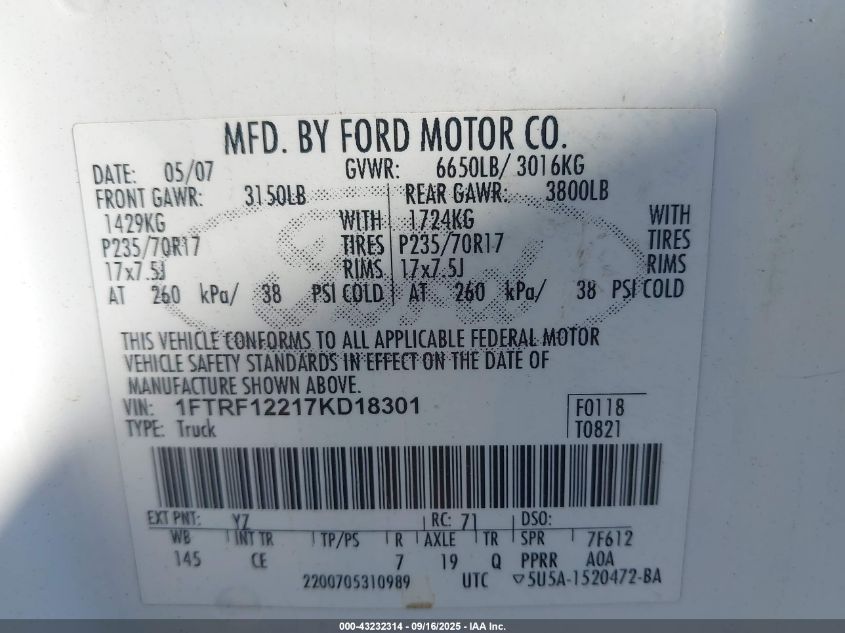 MFD. BY FORD MOTOR CO.
DATE: 05/07 GVWR: 6650LB/ 3016KG
FRONT GAWR: 3150LB REAR GAWR: 3800LB
1429KG WITH 1724KG WITH
P235/70R17 TIRES P235/70R17 TIRES
17x7.5J RIMS 17x7.5J RIMS
AT 260 kPa/ 38 PSI COLD AT 260 kPa/ 38 PSI COLD
THIS VEHICLE CONFORMS TO ALL APPLICABLE FEDERAL MOTOR
VEHICLE SAFETY STANDARDS IN EFFECT ON THE DATE OF
MANUFACTURE SHOWN ABOVE.
VIN: 1FTRF12217KD18301 F0118
TYPE: Truck T0821
EXT PNT: YZ RC: 71 DSO:
WB INT TR TP/PS R AXLE TR SPR 7F612
145 CE 7 19 Q PPRR A0A
2200705310989 UTC ▽5U5A-1520472-BA
000-43232314 - 09/16/2025 - IAA Inc.